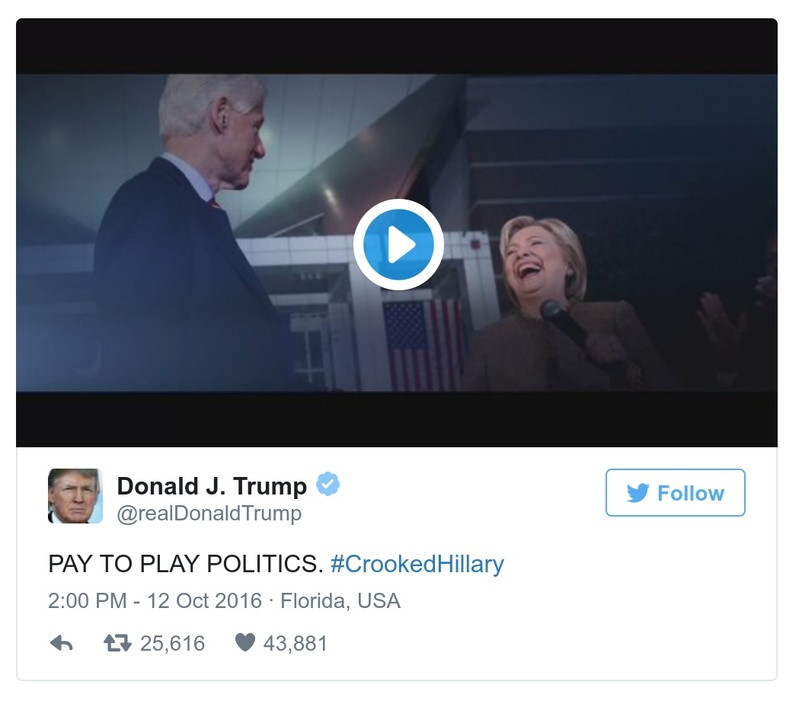 Donald J. Trump
@realDonaldTrump
Follow
PAY TO PLAY POLITICS. #CrookedHillary
2:00 PM - 12 Oct 2016 · Florida, USA
25,616 43,881